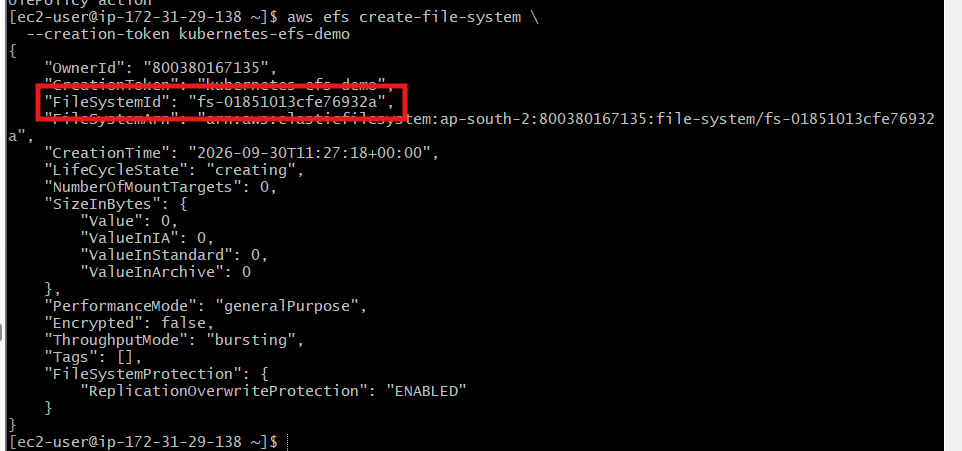 [ec2-user@ip-172-31-29-138 ~]$ aws efs create-file-system \
  --creation-token kubernetes-efs-demo
{
    "OwnerId": "800380167135",
    "CreationToken": "kubernetes-efs-demo",
    "FileSystemId": "fs-01851013cfe76932a",
    "FileSystemArn": "arn:aws:elasticfilesystem:ap-south-2:800380167135:file-system/fs-01851013cfe76932
a",
    "CreationTime": "2026-09-30T11:27:18+00:00",
    "LifeCycleState": "creating",
    "NumberOfMountTargets": 0,
    "SizeInBytes": {
        "Value": 0,
        "ValueInIA": 0,
        "ValueInStandard": 0,
        "ValueInArchive": 0
    },
    "PerformanceMode": "generalPurpose",
    "Encrypted": false,
    "ThroughputMode": "bursting",
    "Tags": [],
    "FileSystemProtection": {
        "ReplicationOverwriteProtection": "ENABLED"
    }
}
[ec2-user@ip-172-31-29-138 ~]$